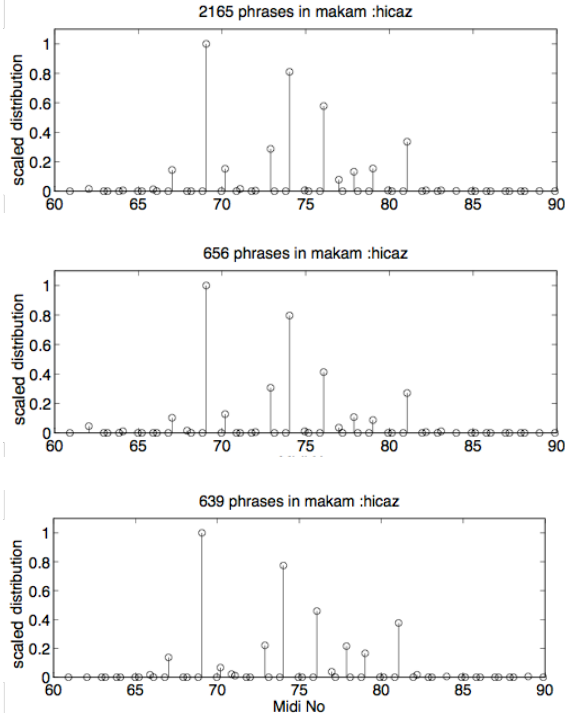 2165 phrases in makam :hicaz
scaled distribution
1
0.8
0.6
0.4
0.2
0
60 65 70 75 80 85 90
656 phrases in makam :hicaz
scaled distribution
1
0.8
0.6
0.4
0.2
0
60 65 70 75 80 85 90
639 phrases in makam :hicaz
scaled distribution
1
0.8
0.6
0.4
0.2
0
60 65 70 75 80 85 90
Midi No